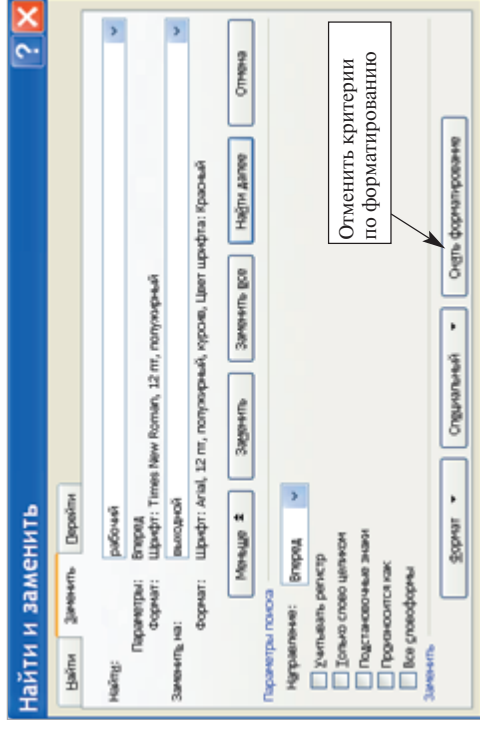 Найти и заменить
Найти Заменить Перейти
Найти: рабочий
Параметры: Вперед
Формат: Шрифт: Times New Roman, 12 пт, полужирный
Заменить на: выходной
Формат: Шрифт: Arial, 12 пт, полужирный, курсив, Цвет шрифта: Красный
Меньше Заменить Заменить все Найти далее Отмена
Параметры поиска
Направление: Вперед
Учитывать регистр
Только слово целиком
Подстановочные знаки
Произносится как
Все словоформы
Отменить критерии
по форматированию
Заменить
Формат Специальный Снять форматирование